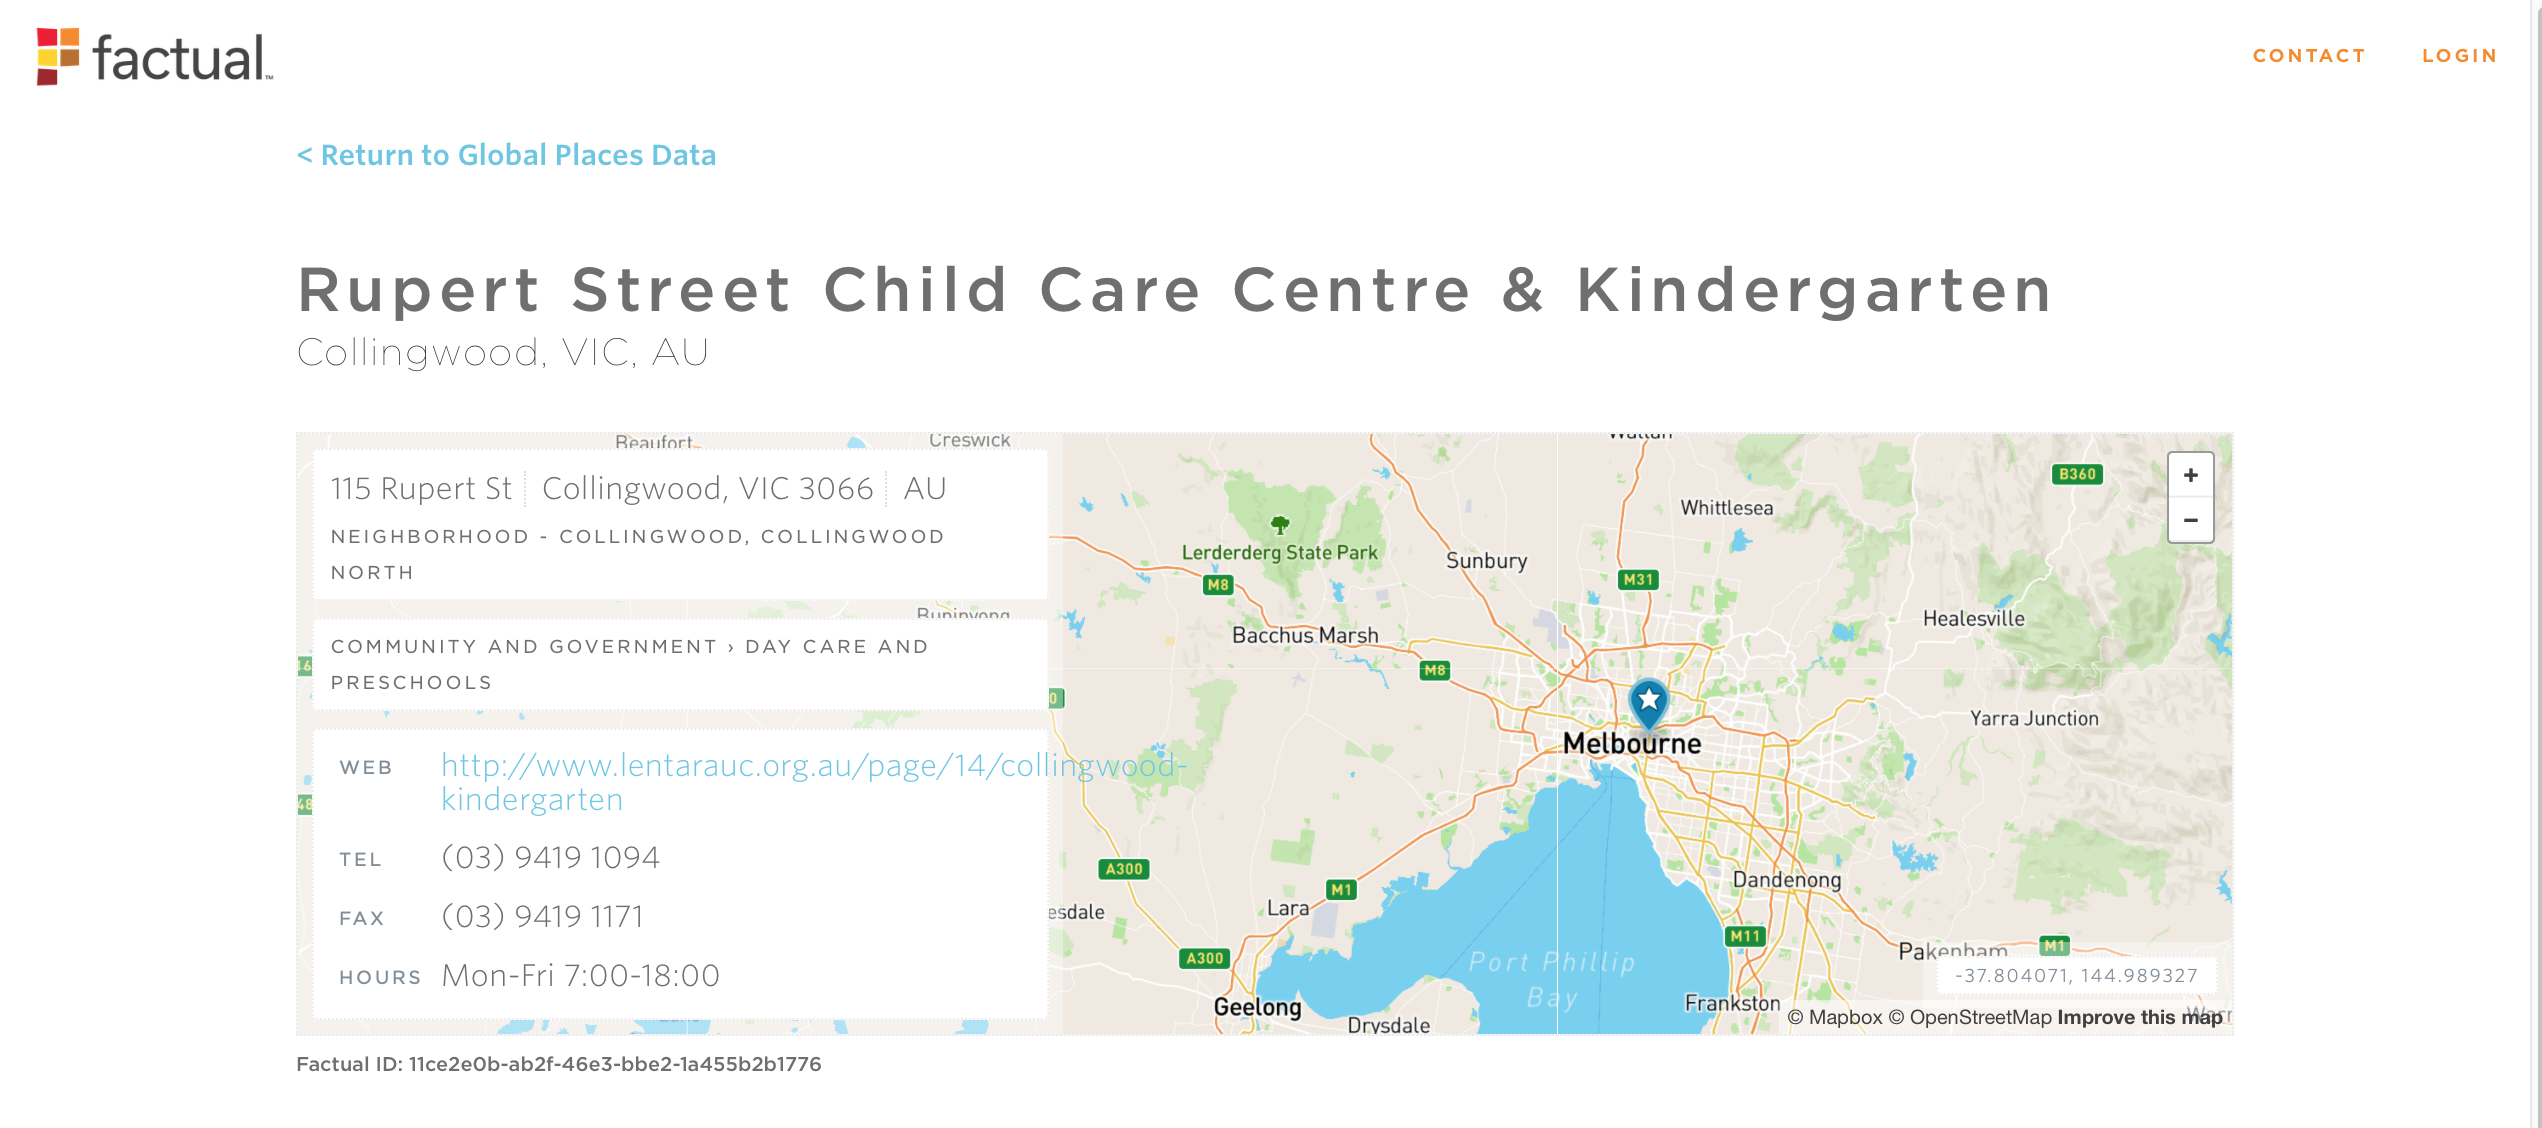 factual™
CONTACT
LOGIN
< Return to Global Places Data
Rupert Street Child Care Centre & Kindergarten
Collingwood, VIC, AU
115 Rupert St
Collingwood, VIC 3066
AU
NEIGHBORHOOD - COLLINGWOOD, COLLINGWOOD
NORTH
COMMUNITY AND GOVERNMENT › DAY CARE AND
PRESCHOOLS
WEB
http://www.lentarauc.org.au/page/14/collingwood-
kindergarten
TEL
(03) 9419 1094
FAX
(03) 9419 1171
HOURS
Mon-Fri 7:00-18:00
Beaufort
Creswick
Buninyong
Wallan
B360
+
−
Whittlesea
Lerderderg State Park
Sunbury
M8
M31
Healesville
Bacchus Marsh
M8
Yarra Junction
Melbourne
A300
Dandenong
M1
Lara
esdale
M11
Pakenham
M1
A300
Port Phillip
Bay
-37.804071, 144.989327
Geelong
Frankston
Drysdale
© Mapbox © OpenStreetMap Improve this map
Factual ID: 11ce2e0b-ab2f-46e3-bbe2-1a455b2b1776